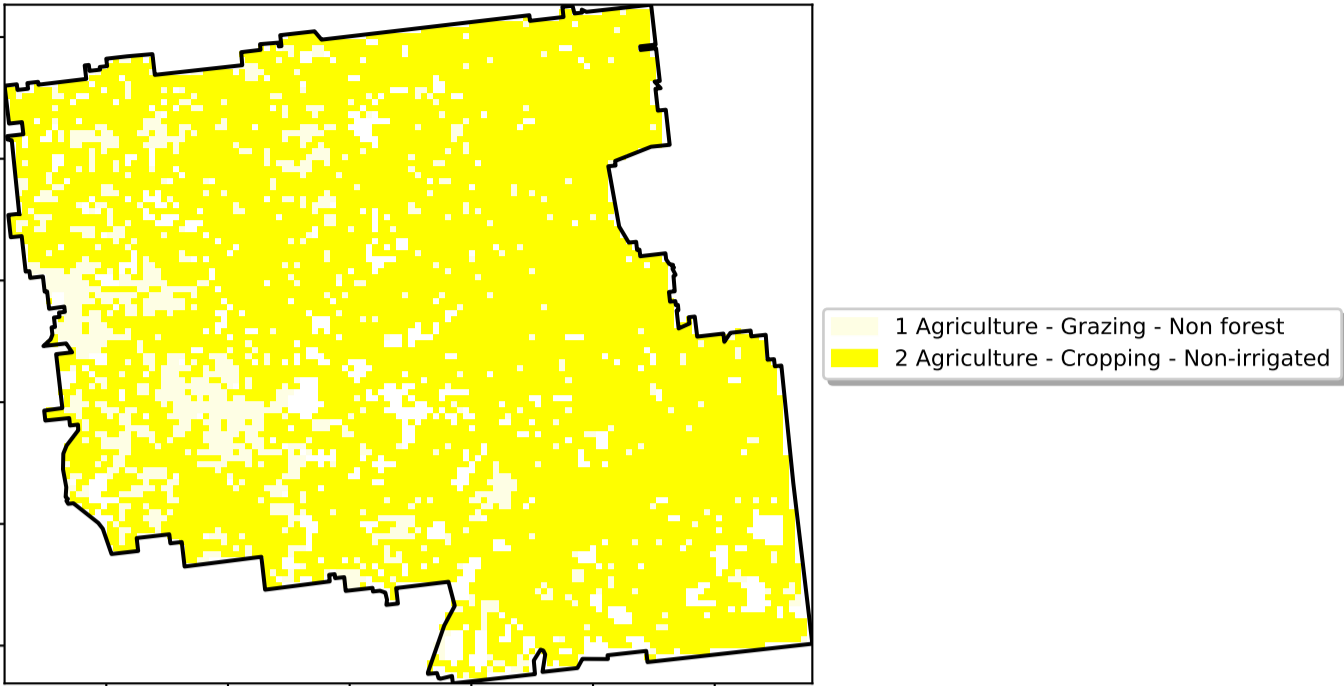 1 Agriculture - Grazing - Non forest
2 Agriculture - Cropping - Non-irrigated